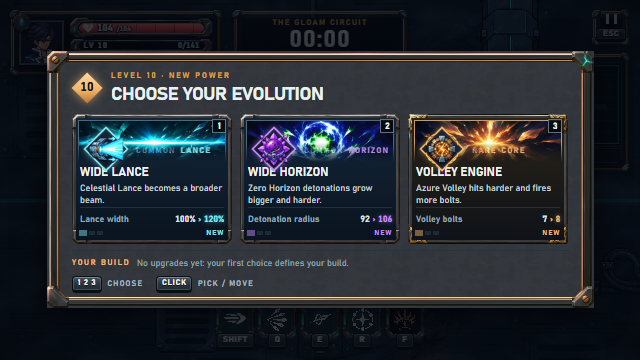 104 /104
LV 10
0/141
THE GLOAM CIRCUIT
00:00
ESC
10
LEVEL 10 · NEW POWER
CHOOSE YOUR EVOLUTION
1
COMMON LANCE
WIDE LANCE
Celestial Lance becomes a broader
beam.
Lance width 100% › 120%
NEW
2
COMMON HORIZON
WIDE HORIZON
Zero Horizon detonations grow
bigger and harder.
Detonation radius 92 › 106
NEW
3
RARE CORE
VOLLEY ENGINE
Azure Volley hits harder and fires
more bolts.
Volley bolts 7 › 8
NEW
YOUR BUILD No upgrades yet: your first choice defines your build.
1 2 3 CHOOSE CLICK PICK / MOVE
SHIFT Q E R F